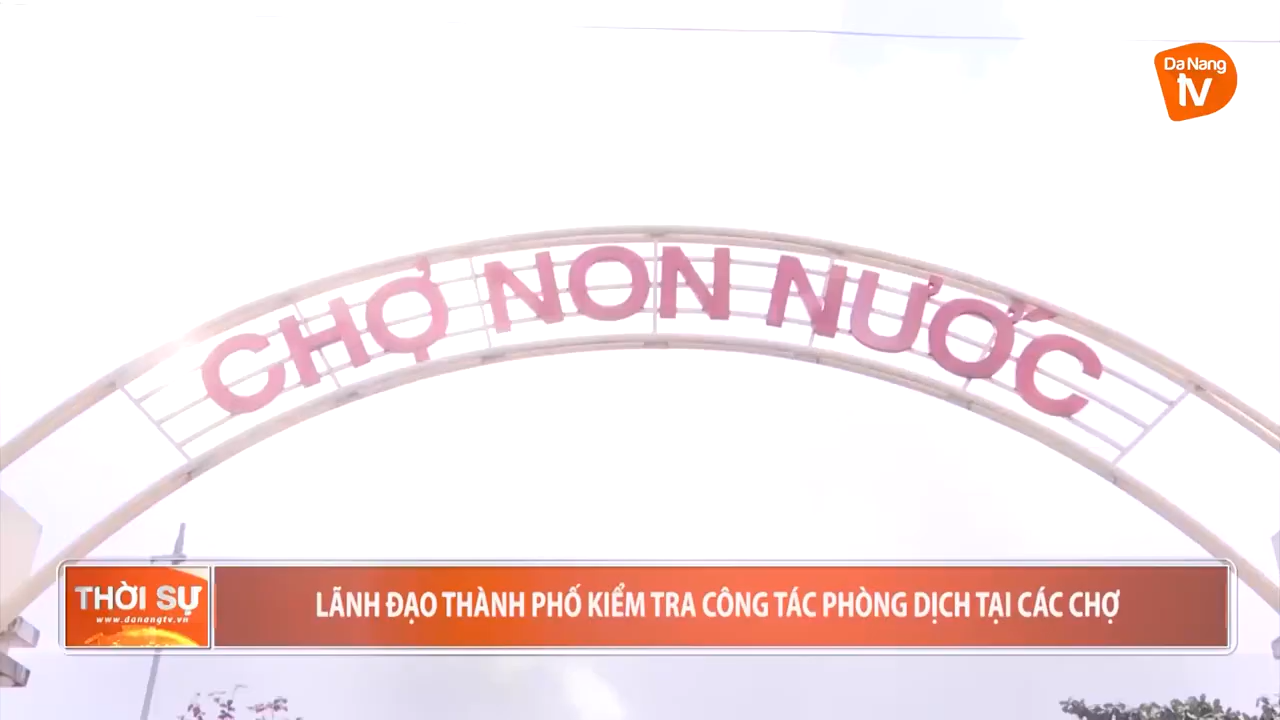 Da Nang
tv
CHỢ NON NƯỚC
THỜI SỰ
www.danangtv.vn
LÃNH ĐẠO THÀNH PHỐ KIỂM TRA CÔNG TÁC PHÒNG DỊCH TẠI CÁC CHỢ